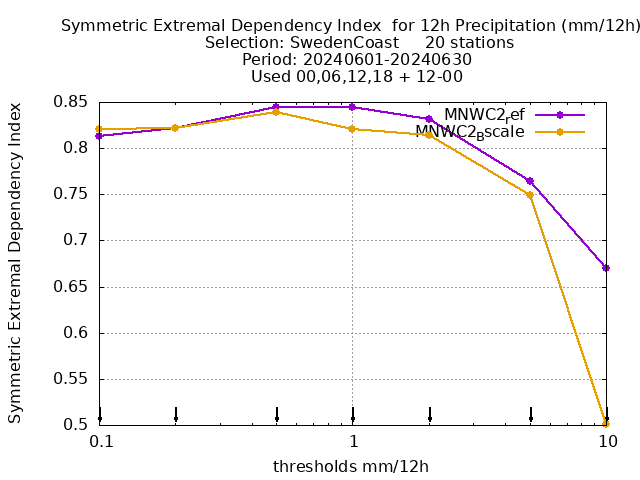 Symmetric Extremal Dependency Index  for 12h Precipitation (mm/12h)
Selection: SwedenCoast     20 stations
Period: 20240601-20240630
Used 00,06,12,18 + 12-00
MNWC2_ref
MNWC2_Bscale
Symmetric Extremal Dependency Index
0.85
0.8
0.75
0.7
0.65
0.6
0.55
0.5
0.1 1 10
thresholds mm/12h